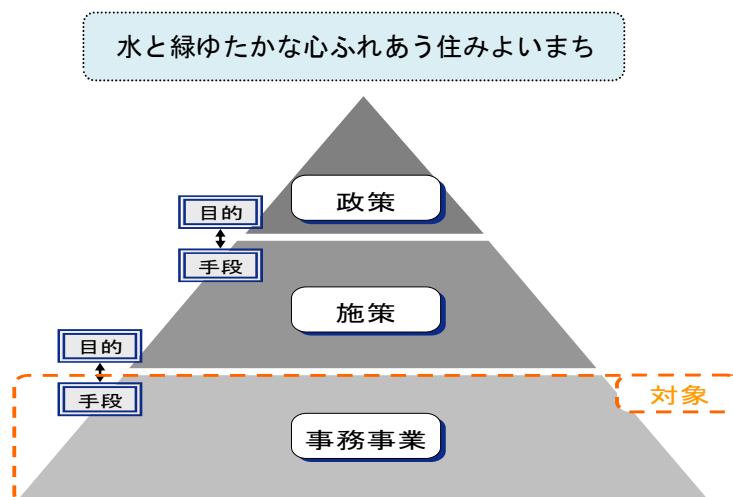 水と緑ゆたかな心ふれあう住みよいまち
政策
目的
手段
施策
目的
手段
対象
事務事業